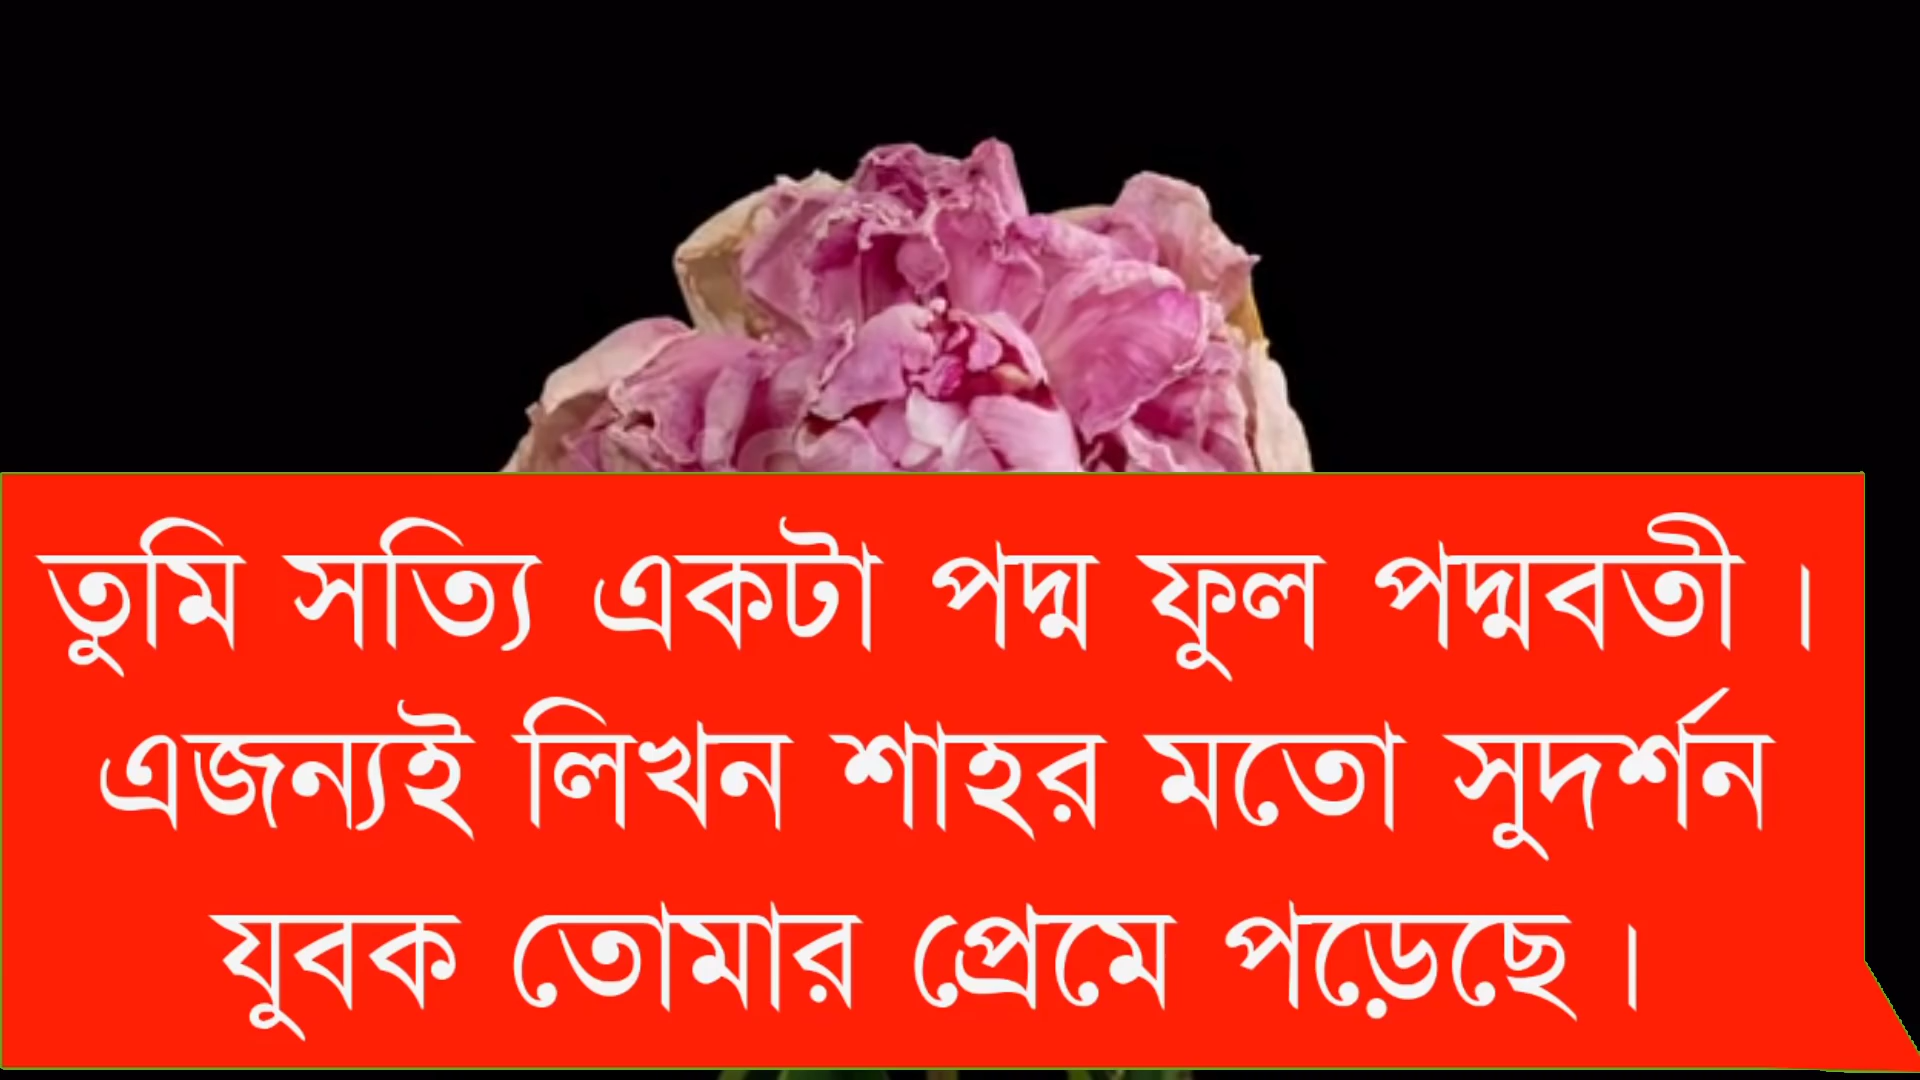 তুমি সত্যি একটা পদ্ম ফুল পদ্মবতী ।
এজন্যই লিখন শাহর মতো সুদর্শন
যুবক তোমার প্রেমে পড়েছে ।